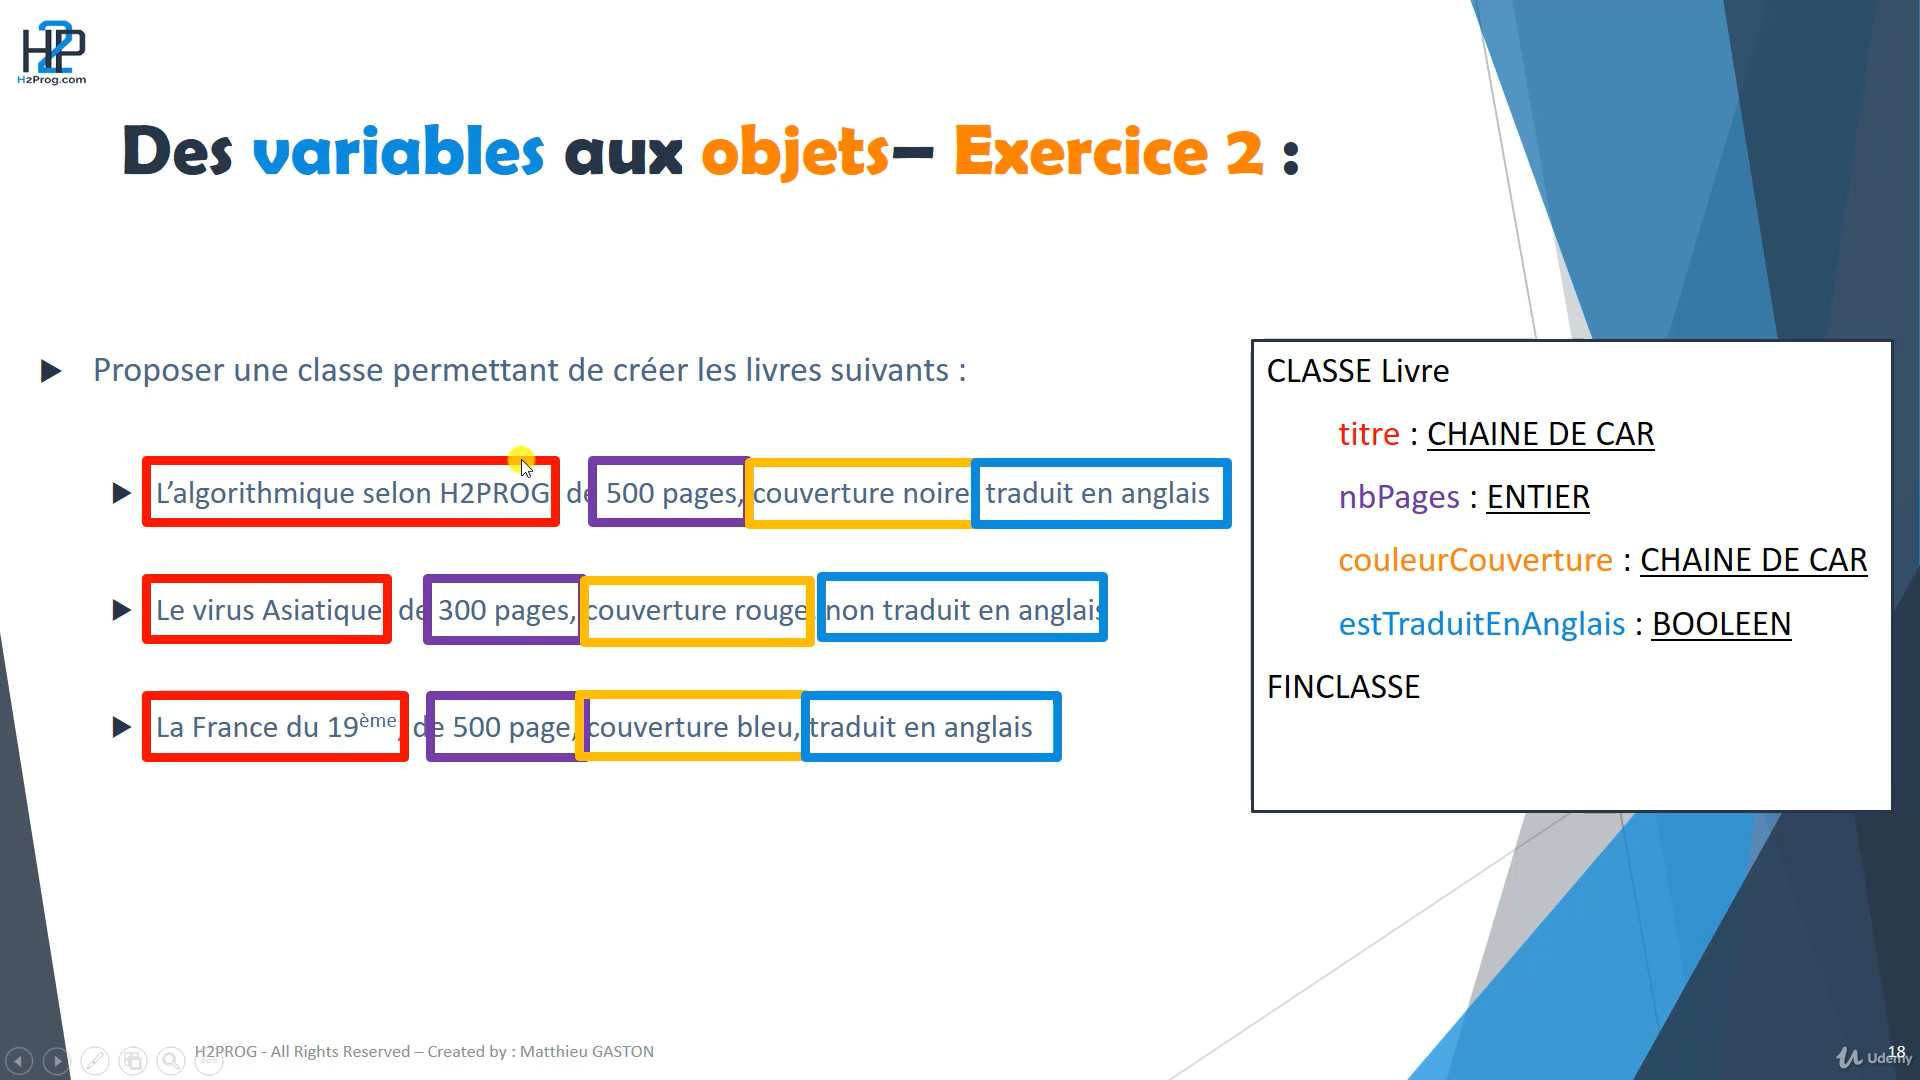 H2P
H2Prog.com
Des variables aux objets– Exercice 2 :
Proposer une classe permettant de créer les livres suivants :
L’algorithmique selon H2PROG de 500 pages, couverture noire traduit en anglais
Le virus Asiatique de 300 pages, couverture rouge non traduit en anglais
La France du 19ème, de 500 page, couverture bleu, traduit en anglais
CLASSE Livre
titre : CHAINE DE CAR
nbPages : ENTIER
couleurCouverture : CHAINE DE CAR
estTraduitEnAnglais : BOOLEEN
FINCLASSE
H2PROG - All Rights Reserved – Created by : Matthieu GASTON
18
Udemy